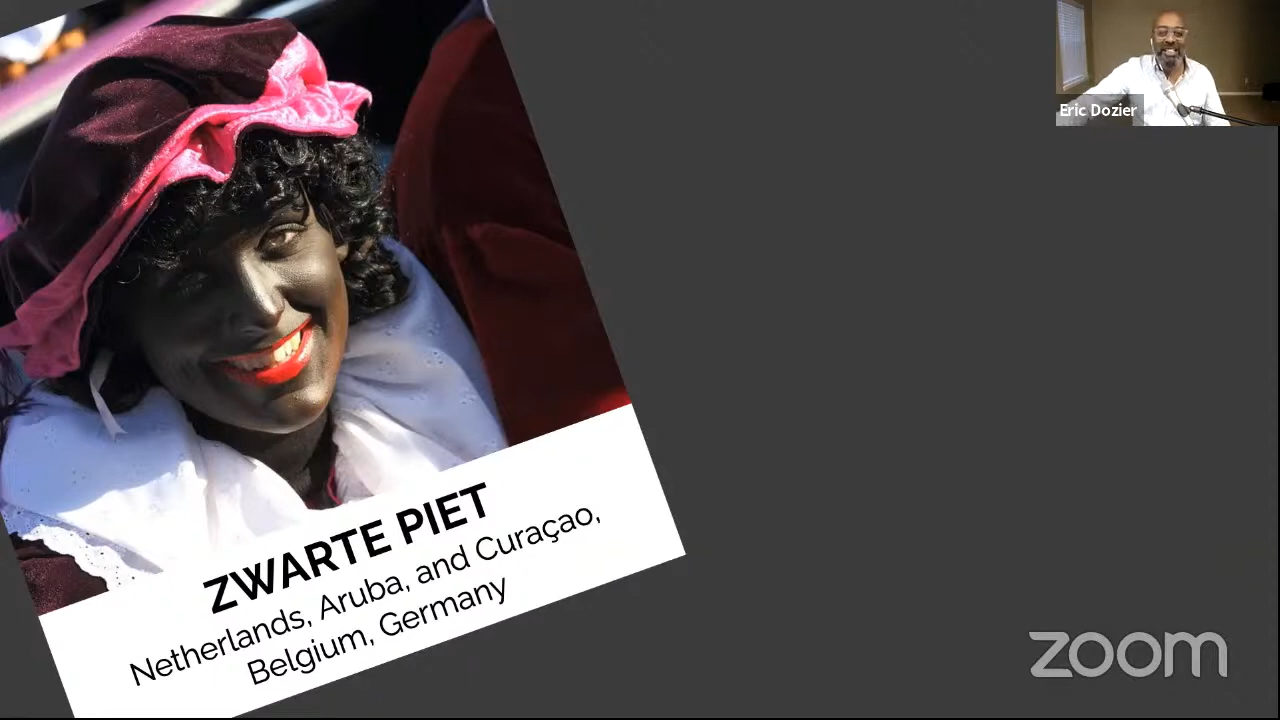 Eric Dozier
ZWARTE PIET
Netherlands, Aruba, and Curaçao,
Belgium, Germany
zoom